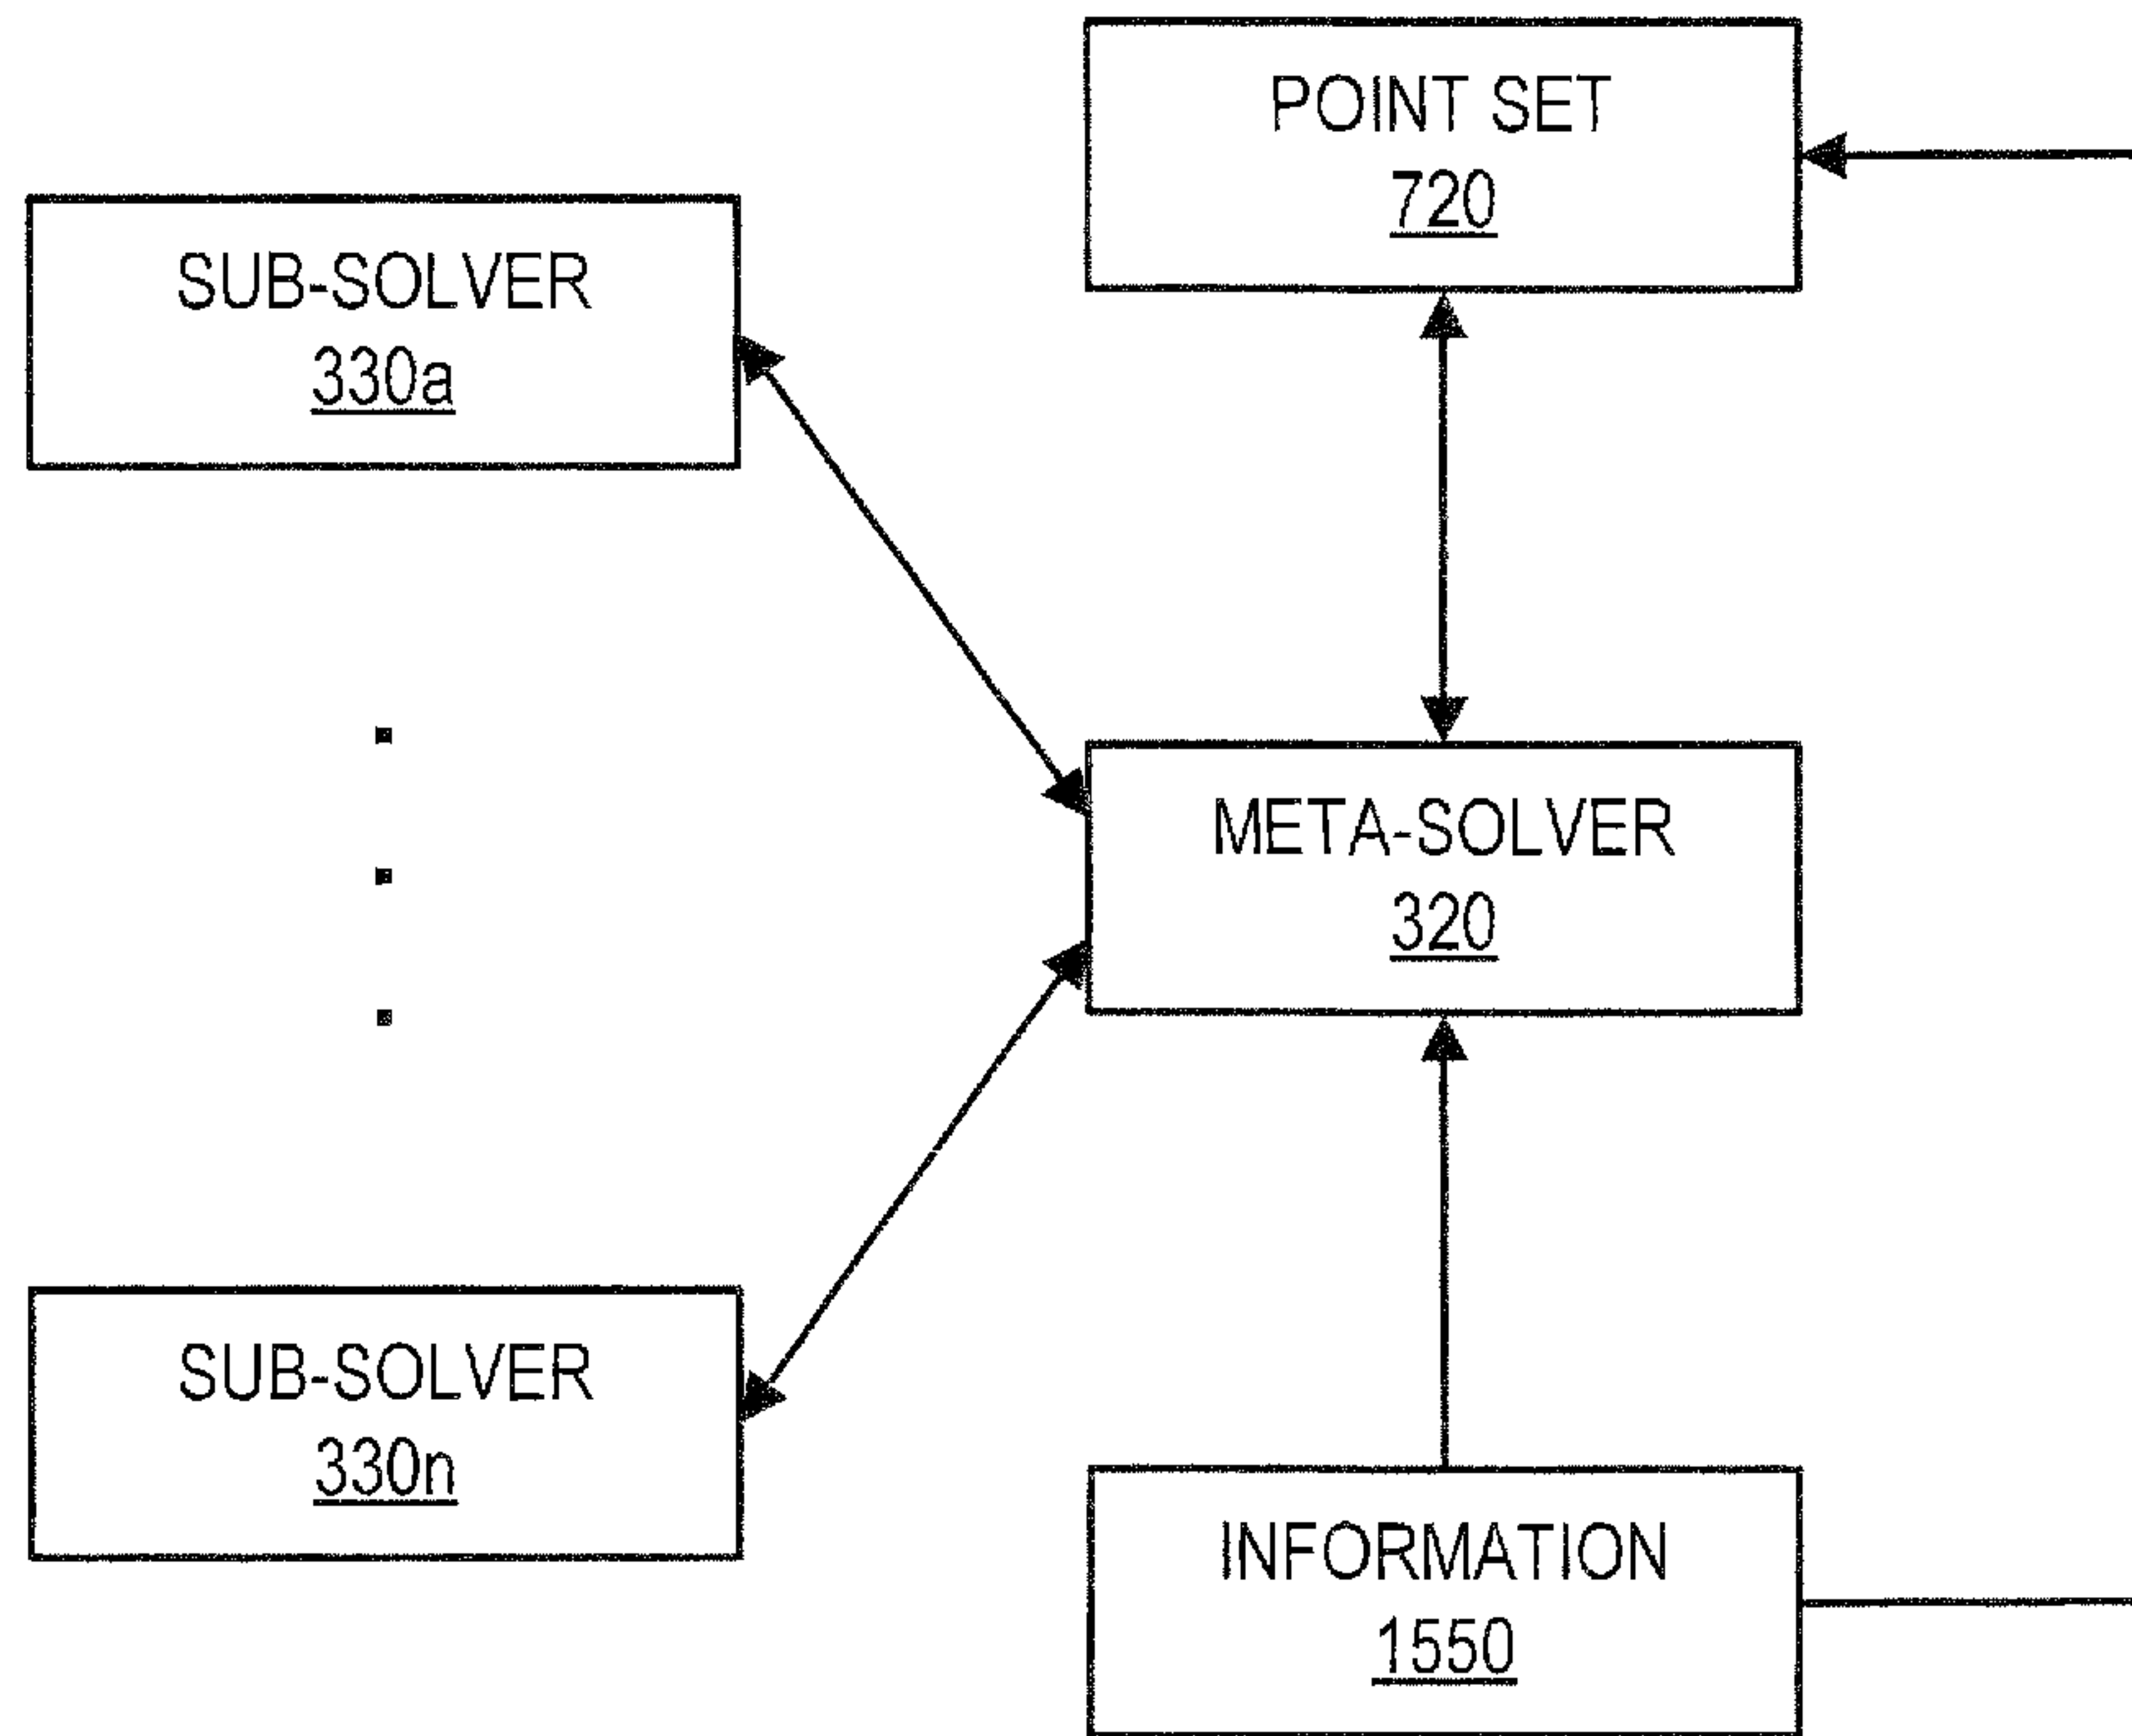 POINT SET
720
SUB-SOLVER
330a
META-SOLVER
320
SUB-SOLVER
330n
INFORMATION
1550